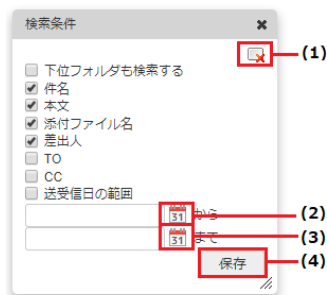 検索条件
(1)
下位フォルダも検索する
件名
本文
添付ファイル名
差出人
TO
CC
送受信日の範囲
31 から (2)
31 まで (3)
保存 (4)